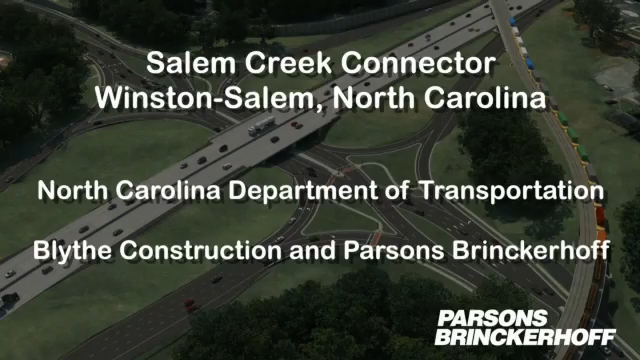 Salem Creek Connector
Winston-Salem, North Carolina
North Carolina Department of Transportation
Blythe Construction and Parsons Brinckerhoff
PARSONS
BRINCKERHOFF